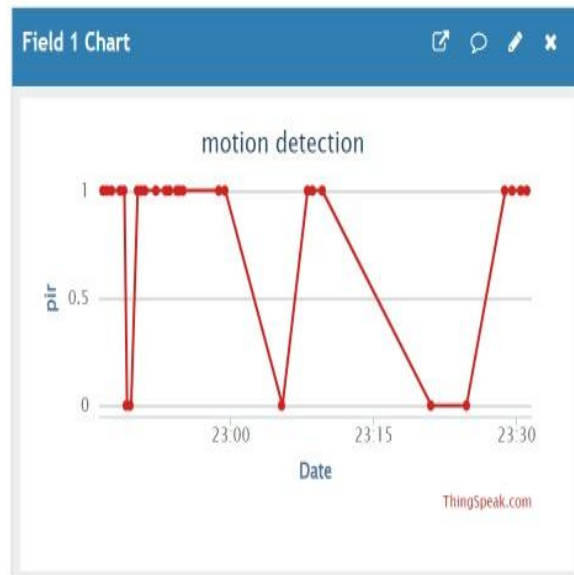 Field 1 Chart
motion detection
1
0.5
0
pir
23:00 23:15 23:30
Date
ThingSpeak.com